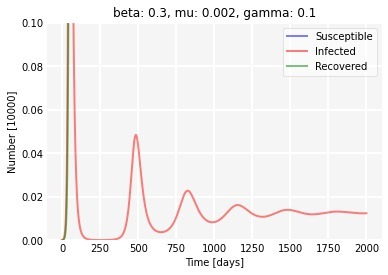 beta: 0.3, mu: 0.002, gamma: 0.1
Susceptible
Infected
Recovered
0.10
0.08
0.06
0.04
0.02
0.00
Number [10000]
0 250 500 750 1000 1250 1500 1750 2000
Time [days]